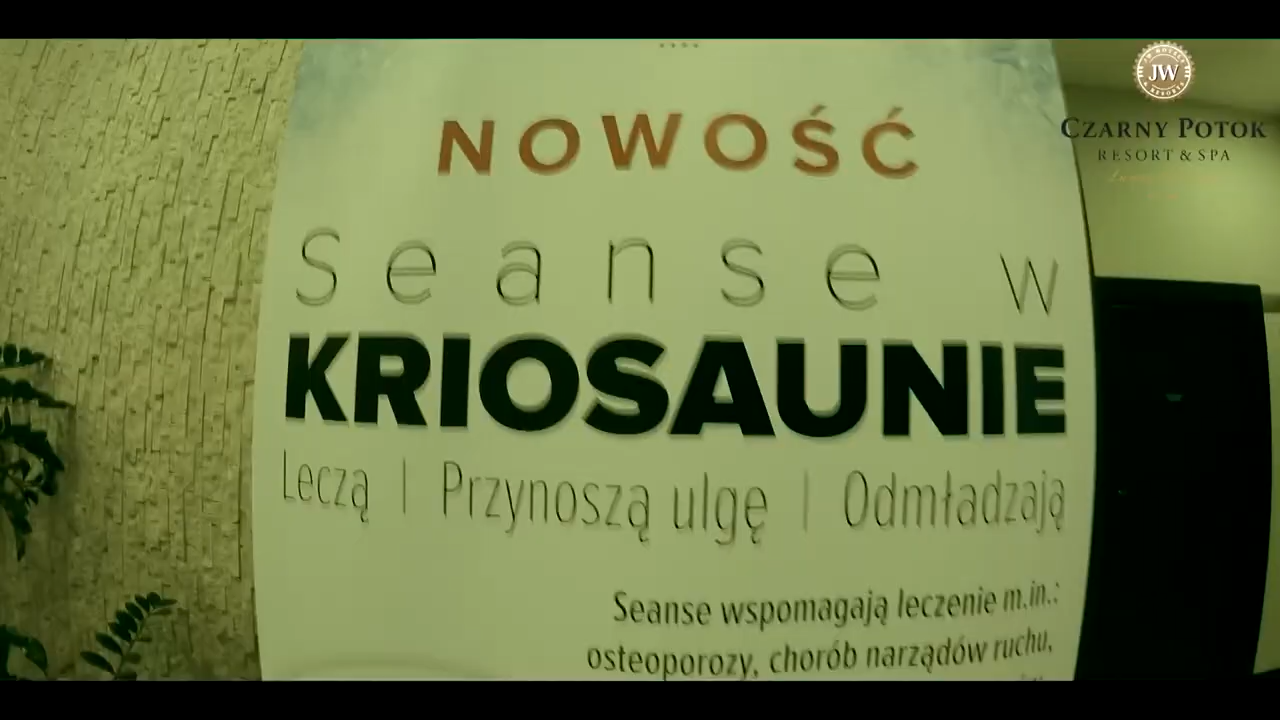 NOWOŚĆ
Seanse w
KRIOSAUNIE
Leczą | Przynoszą ulgę | Odmładzają
Seanse wspomagają leczenie m.in.:
osteoporozy, chorób narządów ruchu,
JW
CZARNY POTOK
RESORT & SPA